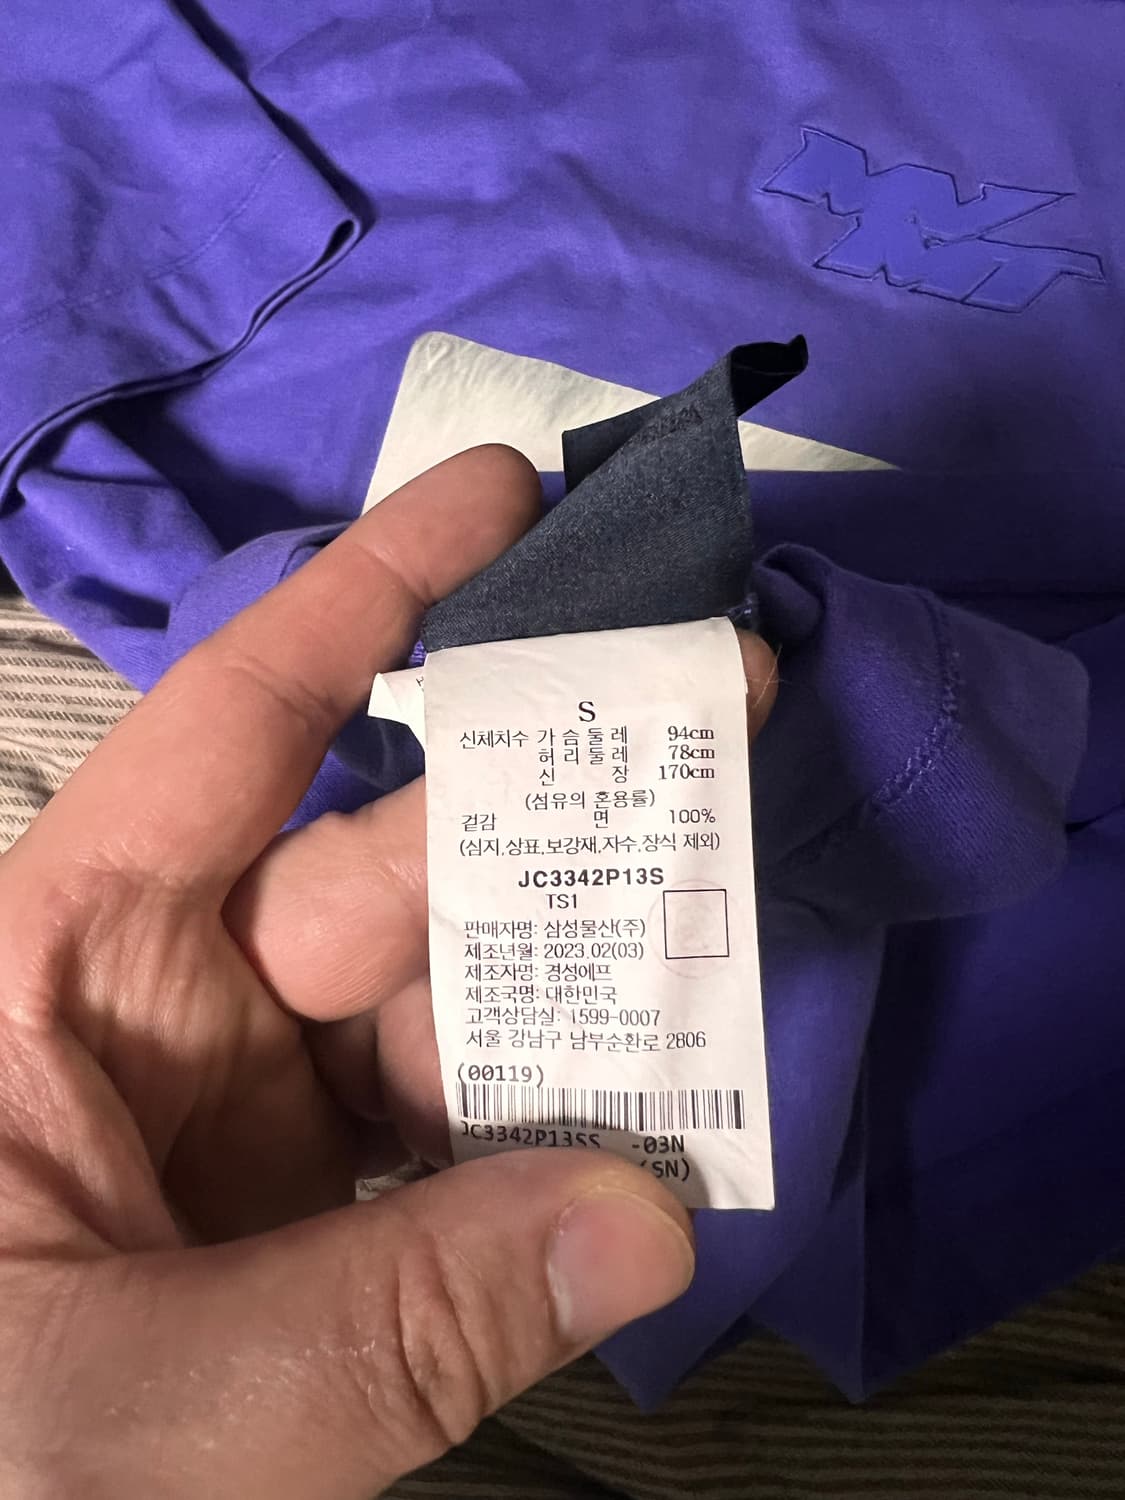 S
신체치수 가슴둘레 94cm
허리둘레 78cm
신장 170cm
(섬유의 혼용률)
겉감 면 100%
(심지,상표,보강재,자수,장식 제외)
JC3342P13S
TS1
판매자명: 삼성물산(주)
제조년월: 2023.02(03)
제조자명: 경성에프
제조국명: 대한민국
고객상담실: 1599-0007
서울 강남구 남부순환로 2806
(00119)
JC3342P13SS -03N
(SN)